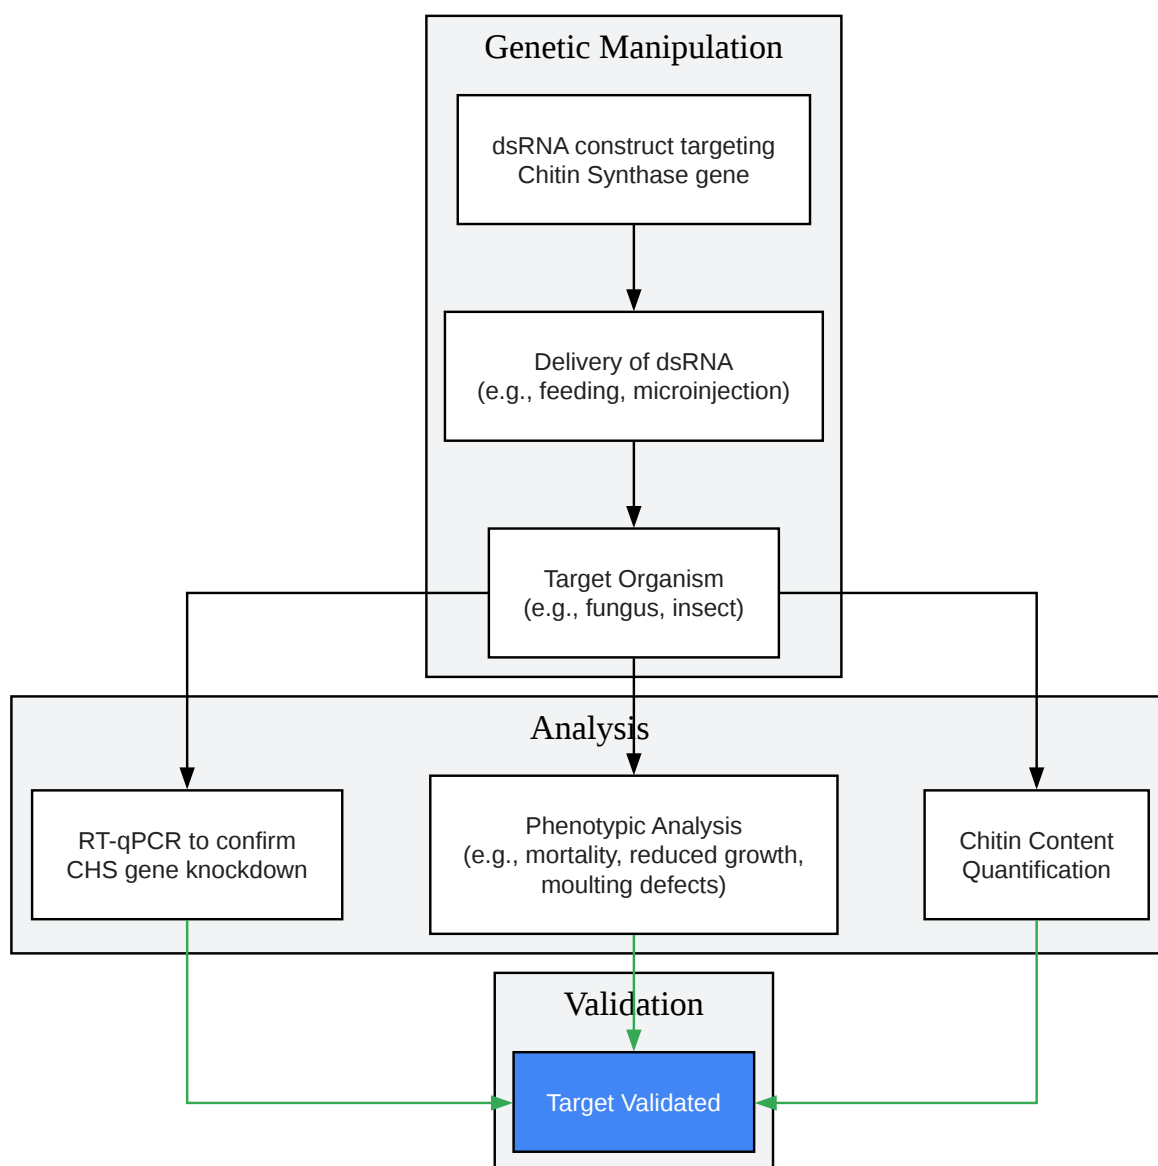 Genetic Manipulation
dsRNA construct targeting
Chitin Synthase gene
Delivery of dsRNA
(e.g., feeding, microinjection)
Target Organism
(e.g., fungus, insect)
Analysis
RT-qPCR to confirm
CHS gene knockdown
Phenotypic Analysis
(e.g., mortality, reduced growth,
moulting defects)
Chitin Content
Quantification
Validation
Target Validated